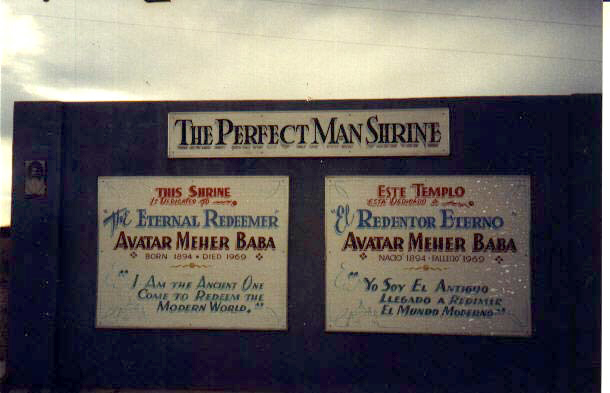 THE PERFECT MAN SHRINE
THIS SHRINE
IS DEDICATED TO
"The ETERNAL REDEEMER"
AVATAR MEHER BABA
BORN 1894 • DIED 1969
"I AM THE ANCIENT ONE
COME TO REDEEM THE
MODERN WORLD."
ESTE TEMPLO
ESTÁ DEDICADO A
"El REDENTOR ETERNO"
AVATAR MEHER BABA
NACIO 1894 - FALLECIO 1969
"YO SOY EL ANTIGUO
LLEGADO A REDIMIR
EL MUNDO MODERNO"